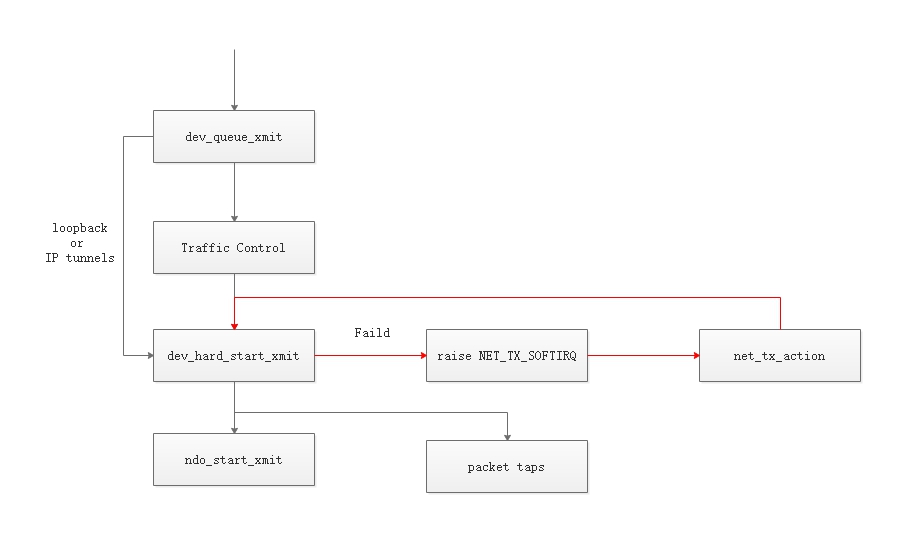 dev_queue_xmit
loopback
or
IP tunnels
Traffic Control
Faild
dev_hard_start_xmit
raise NET_TX_SOFTIRQ
net_tx_action
ndo_start_xmit
packet taps